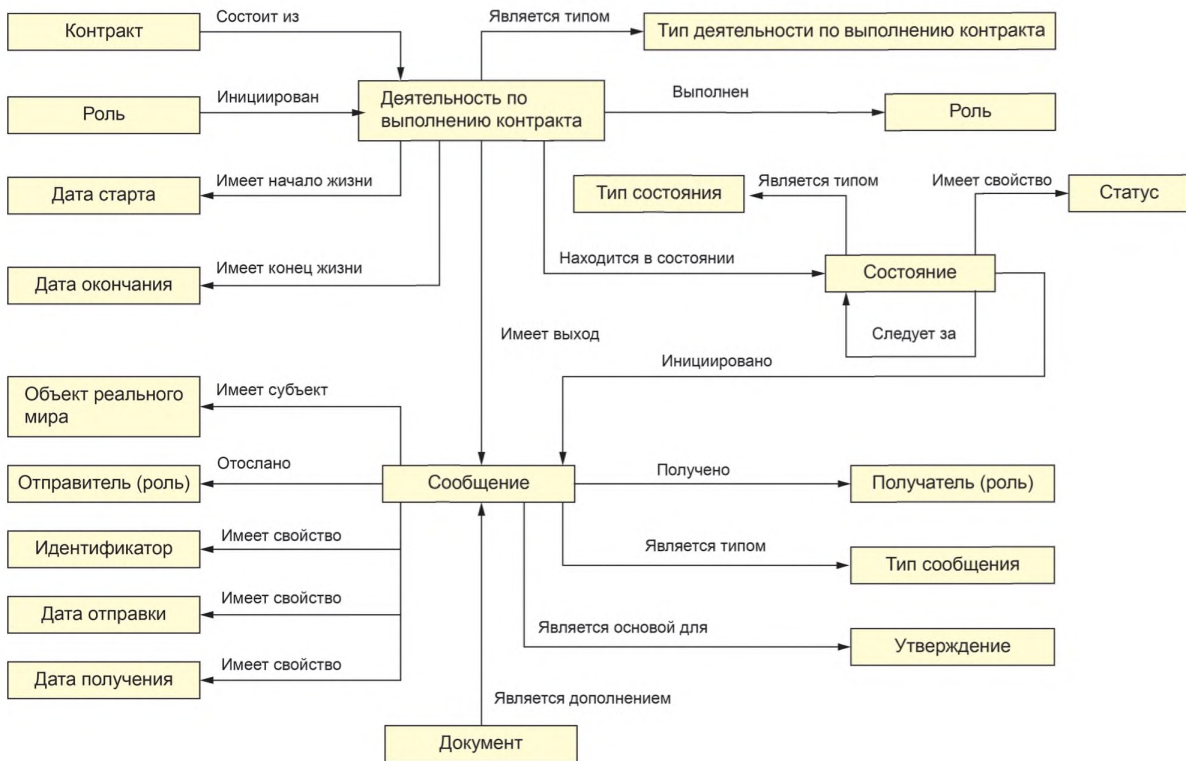 Состоит из
Является типом
Контракт
Тип деятельности по выполнению контракта
Инициирован
Деятельность по
выполнению контракта
Выполнен
Роль
Роль
Имеет начало жизни
Является типом
Имеет свойство
Дата старта
Тип состояния
Статус
Имеет конец жизни
Находится в состоянии
Состояние
Дата окончания
Имеет выход
Следует за
Инициировано
Объект реального
мира
Имеет субъект
Отослано
Получено
Отправитель (роль)
Сообщение
Получатель (роль)
Имеет свойство
Является типом
Идентификатор
Тип сообщения
Имеет свойство
Дата отправки
Является основой для
Утверждение
Имеет свойство
Дата получения
Является дополнением
Документ